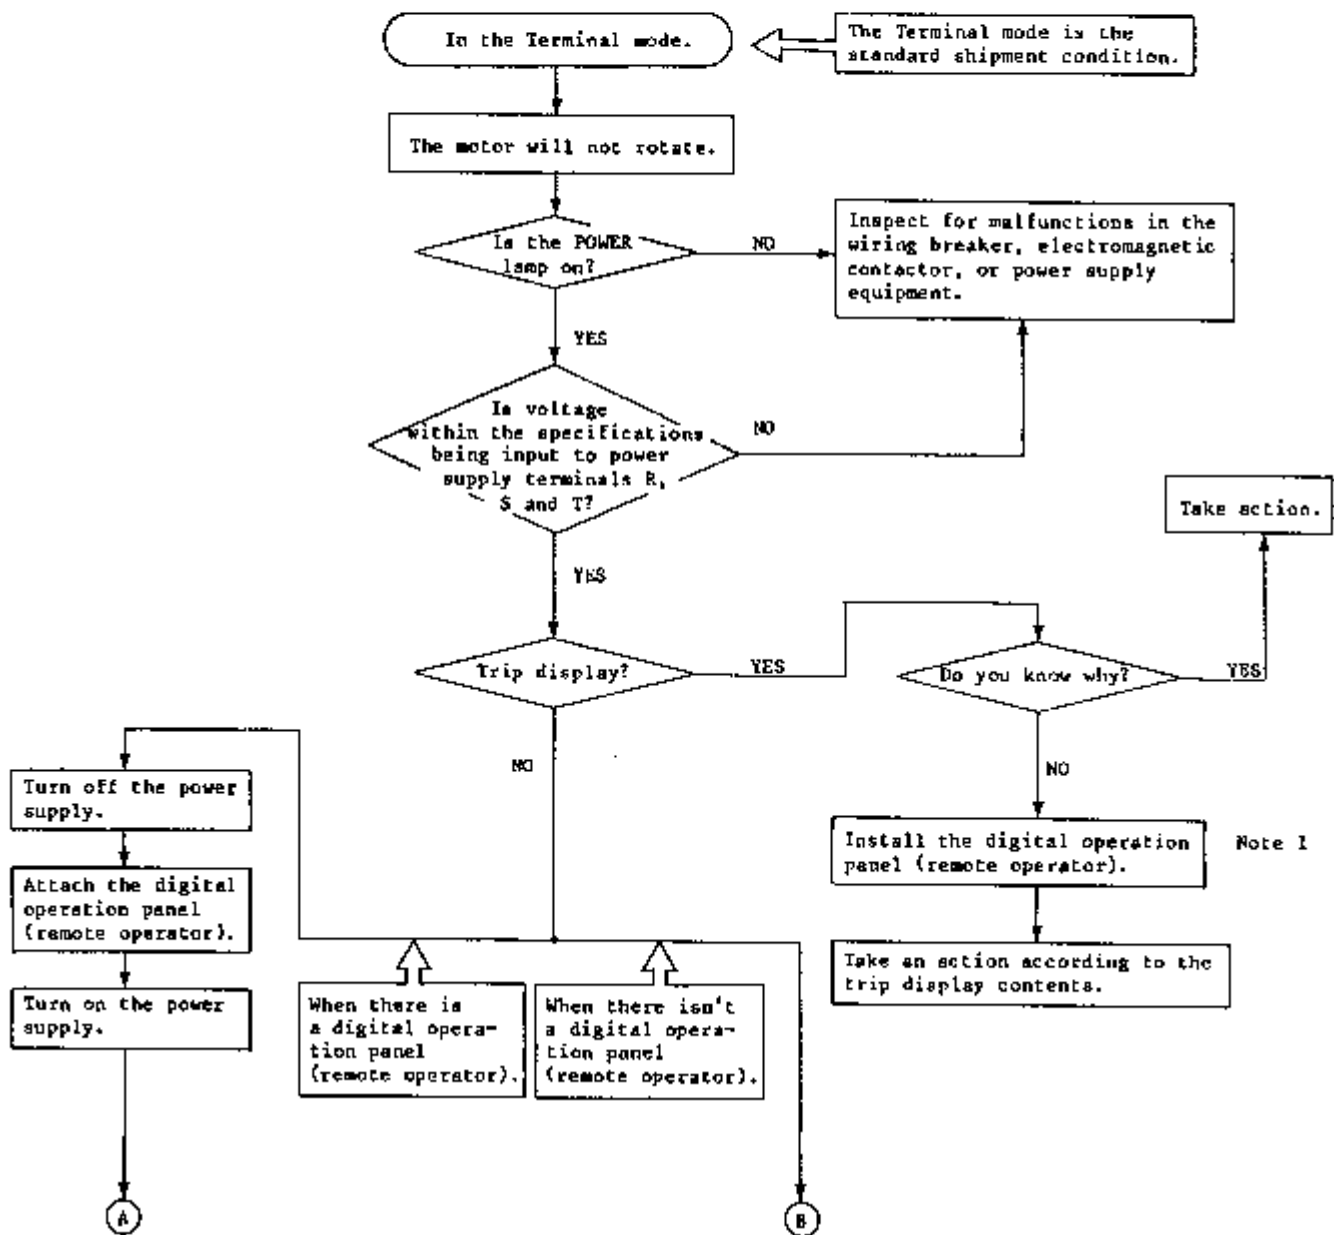 In the Terminal mode.
The Terminal mode is the
standard shipment condition.
The motor will not rotate.
Is the POWER
lamp on?
NO
Inspect for malfunctions in the
wiring breaker, electromagnetic
contactor, or power supply
equipment.
YES
Is voltage
within the specifications
being input to power
supply terminals R,
S and T?
NO
Take action.
YES
Trip display?
YES
Do you know why?
YES
NO
NO
Turn off the power
supply.
Install the digital operation
panel (remote operator).
Note 1
Attach the digital
operation panel
(remote operator).
Take an action according to the
trip display contents.
Turn on the power
supply.
When there is
a digital opera-
tion panel
(remote operator).
When there isn't
a digital opera-
tion panel
(remote operator).
A
B